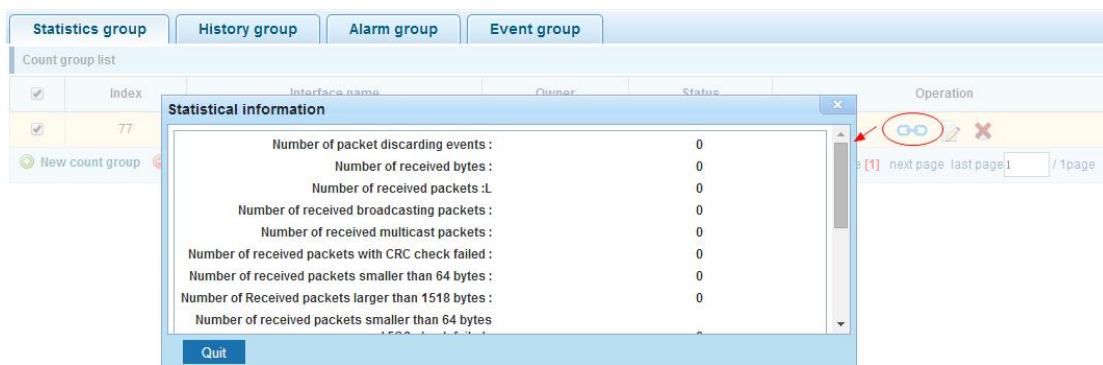 Statistics group History group Alarm group Event group
Count group list
Index Interface name Owner Status Operation
Statistical information
77
Number of packet discarding events : 0
Number of received bytes : 0
Number of received packets :L 0
Number of received broadcasting packets : 0
Number of received multicast packets : 0
Number of received packets with CRC check failed : 0
Number of received packets smaller than 64 bytes : 0
Number of Received packets larger than 1518 bytes : 0
Number of received packets smaller than 64 bytes
New count group
[1] next page last page 1 / 1page
Quit